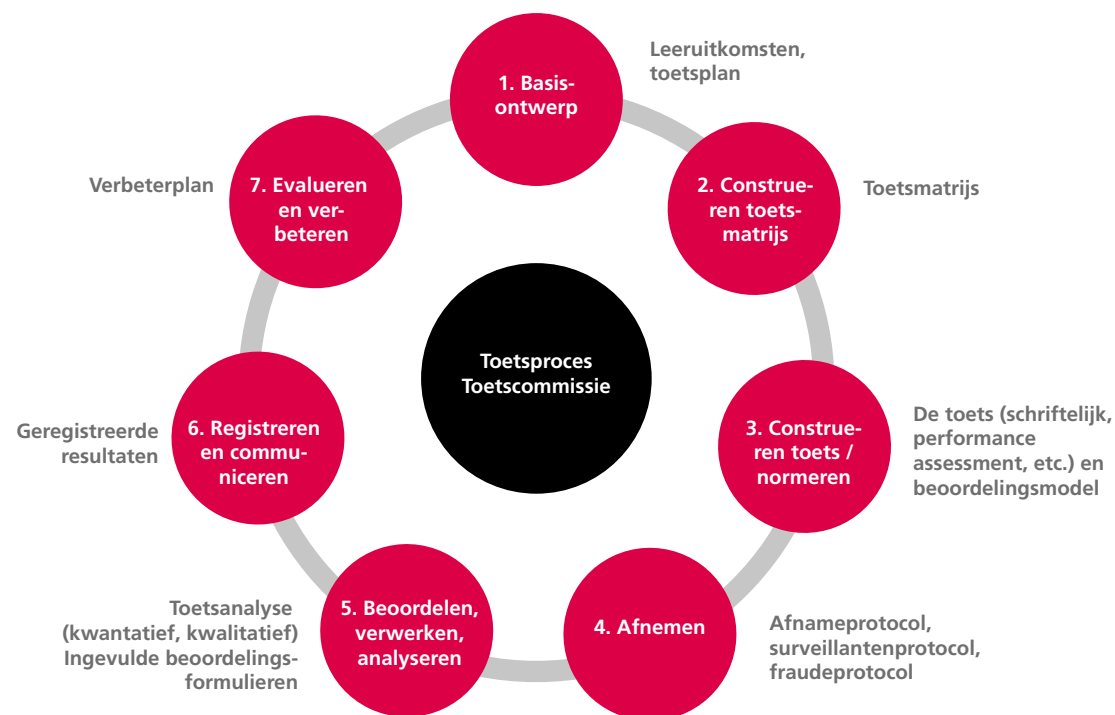 1. Basis-
ontwerp
Leeruitkomsten,
toetsplan
2. Construe-
ren toets-
matrijs
Toetsmatrijs
3. Construe-
ren toets /
normeren
De toets (schriftelijk,
performance
assessment, etc.) en
beoordelingsmodel
4. Afnemen
Afnameprotocol,
surveillantenprotocol,
fraudeprotocol
5. Beoordelen,
verwerken,
analyseren
Toetsanalyse
(kwantatief, kwalitatief)
Ingevulde beoordelings-
formulieren
6. Registreren
en commu-
niceren
Geregistreerde
resultaten
7. Evalueren
en ver-
beteren
Verbeterplan
Toetsproces
Toetscommissie